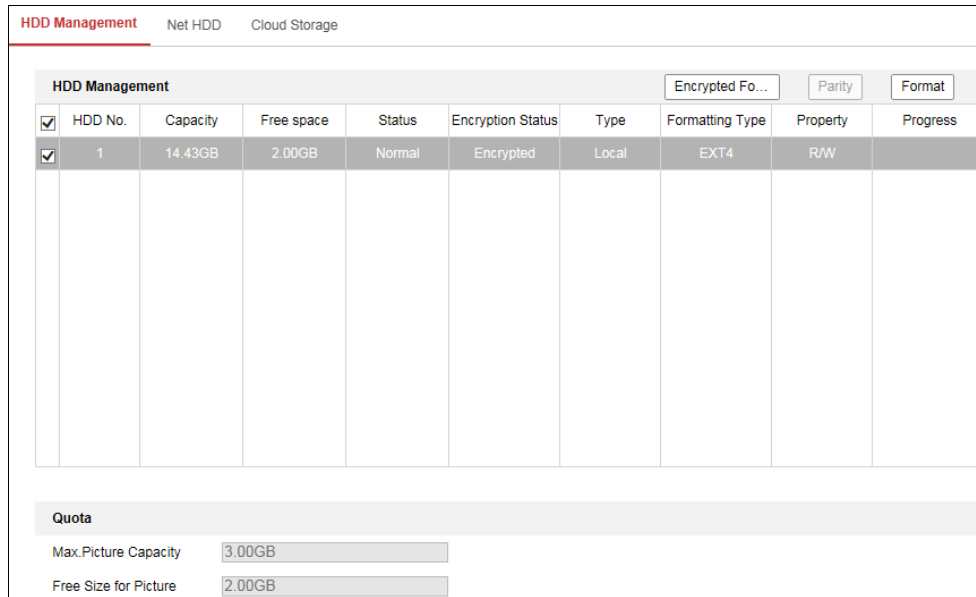 HDD Management Net HDD Cloud Storage
HDD Management Encrypted Fo... Parity Format
HDD No. Capacity Free space Status Encryption Status Type Formatting Type Property Progress
1 14.43GB 2.00GB Normal Encrypted Local EXT4 R/W
Quota
Max.Picture Capacity 3.00GB
Free Size for Picture 2.00GB